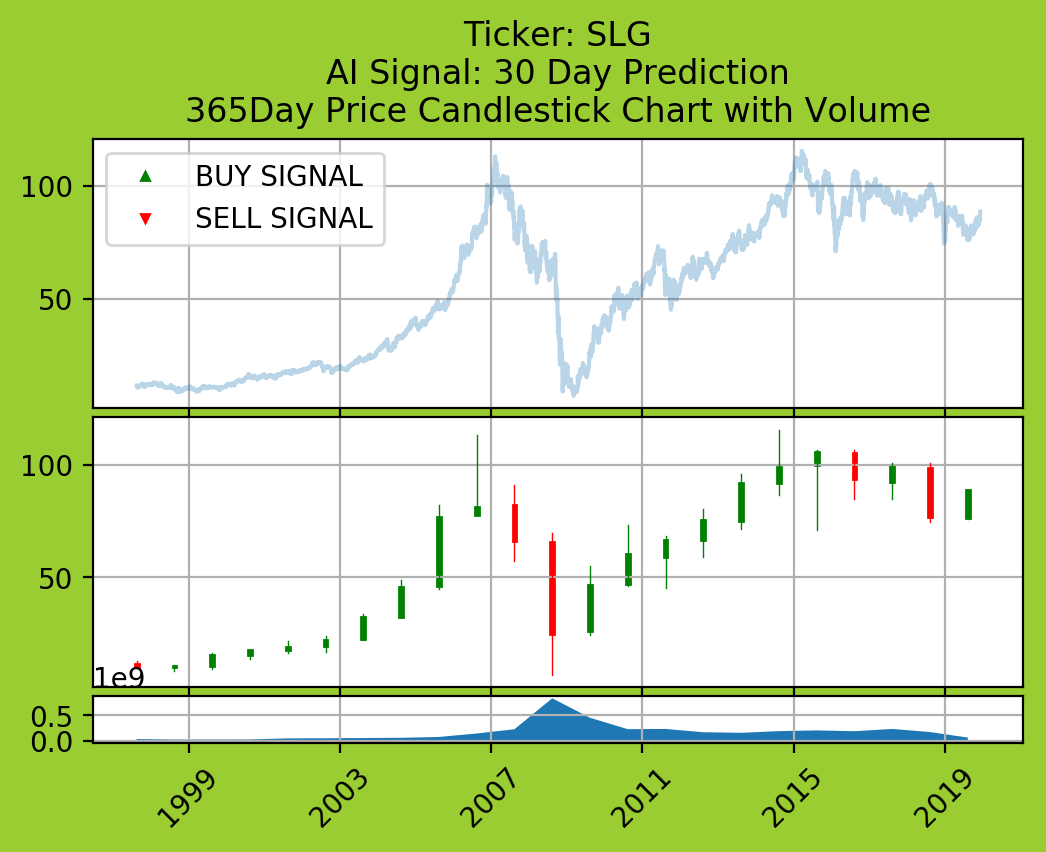 Ticker: SLG
AI Signal: 30 Day Prediction
365Day Price Candlestick Chart with Volume
BUY SIGNAL
SELL SIGNAL
100
50
100
50
1e9
0.5
0.0
1999
2003
2007
2011
2015
2019